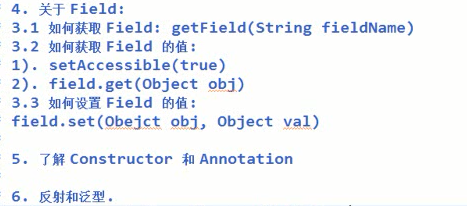 * 4. 关于 Field:
* 3.1 如何获取 Field: getField(String fieldName)
* 3.2 如何获取 Field 的值:
* 1). setAccessible(true)
* 2). field.get(Object obj)
* 3.3 如何设置 Field 的值:
field.set(Obejct obj, Object val)
*
* 5. 了解 Constructor 和 Annotation
*
* 6. 反射和泛型.